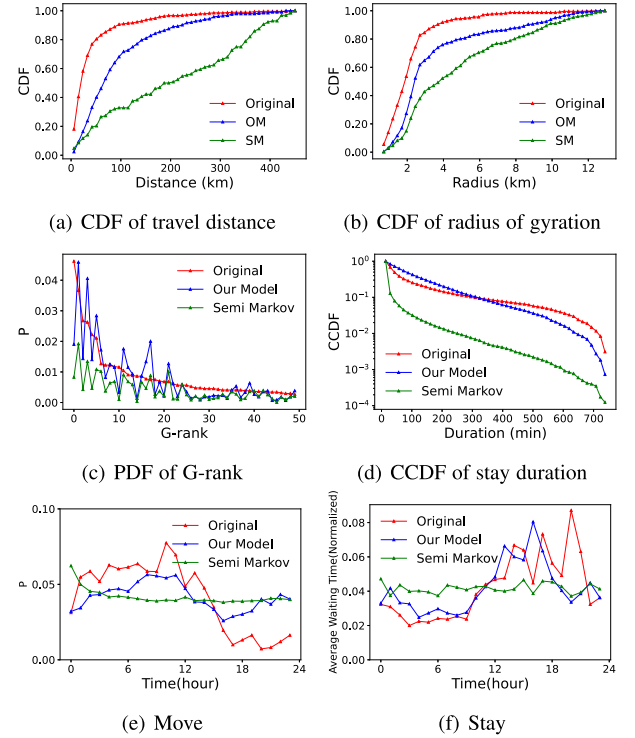 1.00
0.80
0.60
0.40
0.20
0.00
CDF
Original
OM
SM
0 100 200 300 400
Distance (km)
(a) CDF of travel distance
1.00
0.80
0.60
0.40
0.20
0.00
CDF
Original
OM
SM
2 4 6 8 10 12
Radius (km)
(b) CDF of radius of gyration
0.04
0.03
0.02
0.01
0.00
P
Original
Our Model
Semi Markov
0 10 20 30 40 50
G-rank
(c) PDF of G-rank
10⁰
10⁻¹
10⁻²
10⁻³
10⁻⁴
CCDF
Original
Our Model
Semi Markov
0 100 200 300 400 500 600 700
Duration (min)
(d) CCDF of stay duration
0.10
0.05
0.00
P
Original
Our Model
Semi Markov
0 6 12 18 24
Time(hour)
(e) Move
0.08
0.06
0.04
0.02
0.00
Average Waiting Time(Normalized)
Original
Our Model
Semi Markov
0 6 12 18 24
Time(hour)
(f) Stay